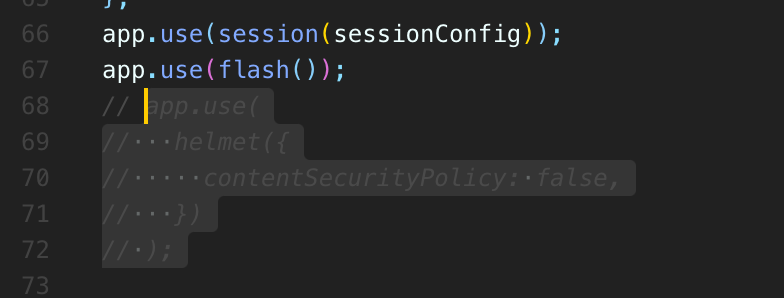 65 };
66 app.use(session(sessionConfig));
67 app.use(flash());
68 // app.use(
69 //···helmet({
70 //·····contentSecurityPolicy:·false,
71 //···})
72 //·);
73